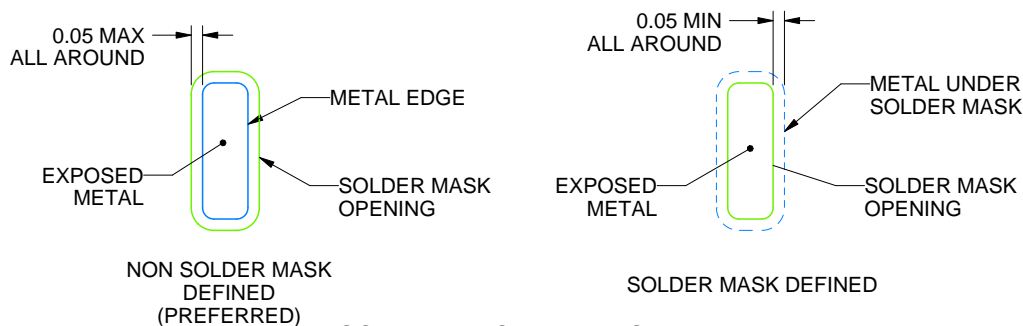 0.05 MAX
ALL AROUND
METAL EDGE
EXPOSED
METAL
SOLDER MASK
OPENING
NON SOLDER MASK
DEFINED
(PREFERRED)
0.05 MIN
ALL AROUND
METAL UNDER
SOLDER MASK
EXPOSED
METAL
SOLDER MASK
OPENING
SOLDER MASK DEFINED